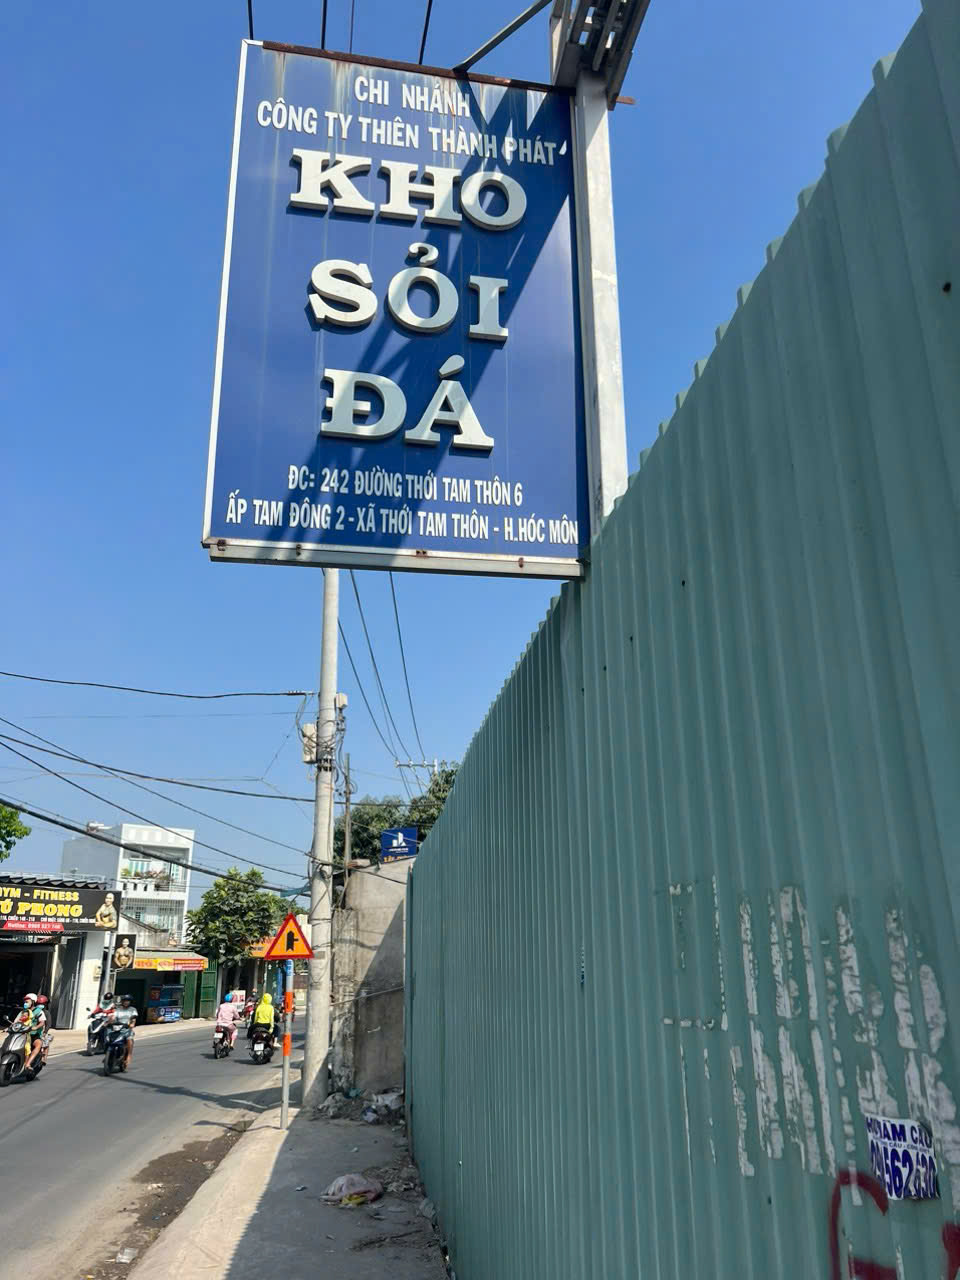 CHI NHÁNH
CÔNG TY THIÊN THÀNH PHÁT
KHO
SỎI
ĐÁ
ĐC: 242 ĐƯỜNG THỚI TAM THÔN 6
ẤP TAM ĐÔNG 2 - XÃ THỚI TAM THÔN - H.HÓC MÔN
GYM - FITNESS
PHONG